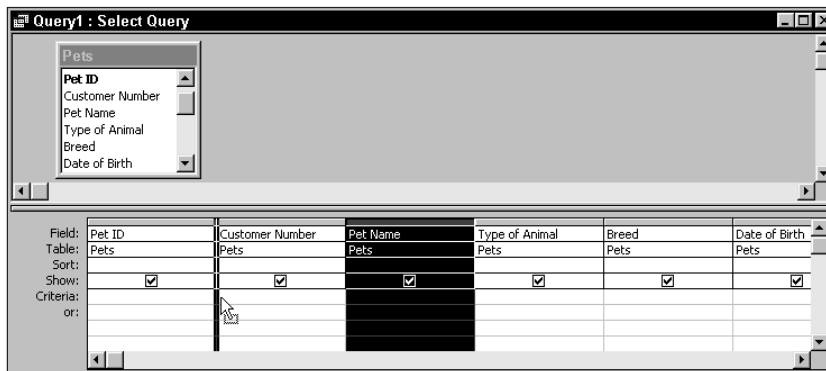 Query1 : Select Query
Pets
Pet ID
Customer Number
Pet Name
Type of Animal
Breed
Date of Birth
Field: Pet ID Customer Number Pet Name Type of Animal Breed Date of Birth
Table: Pets Pets Pets Pets Pets Pets
Sort:
Show:
Criteria:
or: